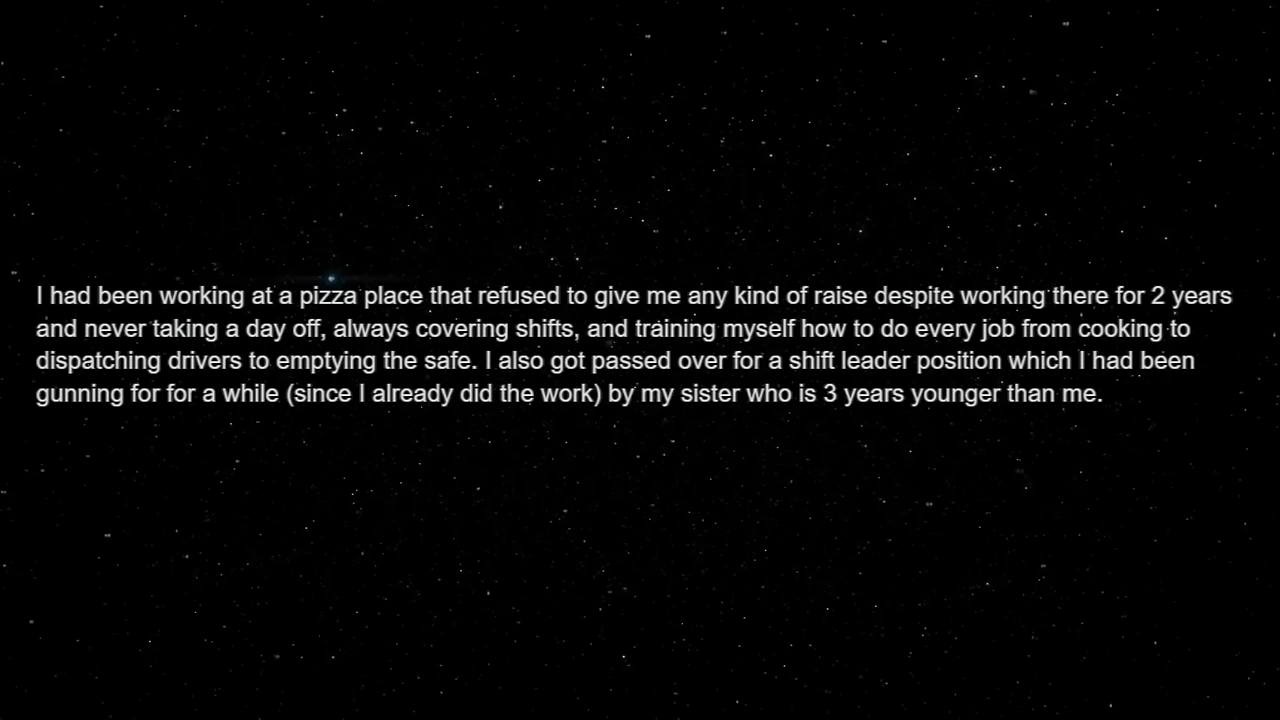 I had been working at a pizza place that refused to give me any kind of raise despite working there for 2 years
and never taking a day off, always covering shifts, and training myself how to do every job from cooking to
dispatching drivers to emptying the safe. I also got passed over for a shift leader position which I had been
gunning for for a while (since I already did the work) by my sister who is 3 years younger than me.